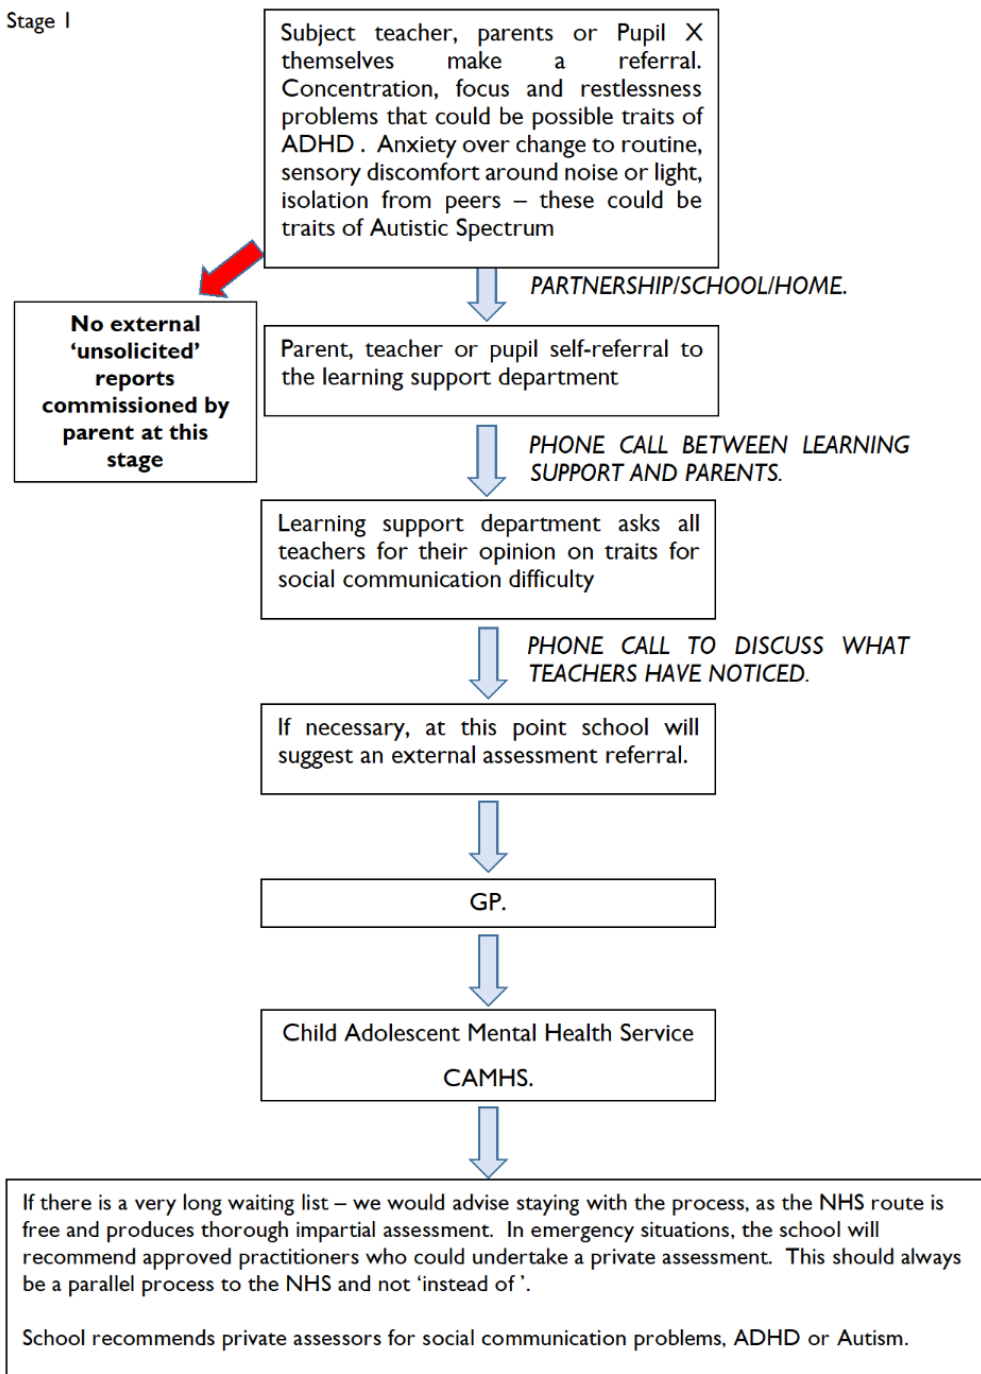 Stage 1
Subject teacher, parents or Pupil X
themselves make a referral.
Concentration, focus and restlessness
problems that could be possible traits of
ADHD . Anxiety over change to routine,
sensory discomfort around noise or light,
isolation from peers – these could be
traits of Autistic Spectrum
PARTNERSHIP/SCHOOL/HOME.
No external
‘unsolicited’
reports
commissioned by
parent at this
stage
Parent, teacher or pupil self-referral to
the learning support department
PHONE CALL BETWEEN LEARNING
SUPPORT AND PARENTS.
Learning support department asks all
teachers for their opinion on traits for
social communication difficulty
PHONE CALL TO DISCUSS WHAT
TEACHERS HAVE NOTICED.
If necessary, at this point school will
suggest an external assessment referral.
GP.
Child Adolescent Mental Health Service
CAMHS.
If there is a very long waiting list – we would advise staying with the process, as the NHS route is
free and produces thorough impartial assessment. In emergency situations, the school will
recommend approved practitioners who could undertake a private assessment. This should always
be a parallel process to the NHS and not ‘instead of ’.
School recommends private assessors for social communication problems, ADHD or Autism.